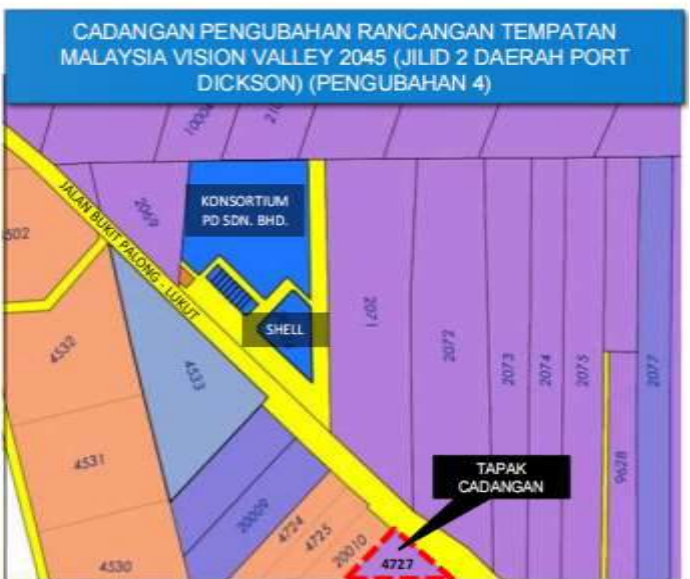 CADANGAN PENGUBAHAN RANCANGAN TEMPATAN
MALAYSIA VISION VALLEY 2045 (JILID 2 DAERAH PORT
DICKSON) (PENGUBAHAN 4)
2069
KONSORTIUM
PD SDN. BHD.
JALAN BUKIT PALONG - LUKUT
SHELL
4532
4533
2071
2072
2073
2074
2075
2077
9628
4531
20009
4724
4725
20010
4530
TAPAK
CADANGAN
4727